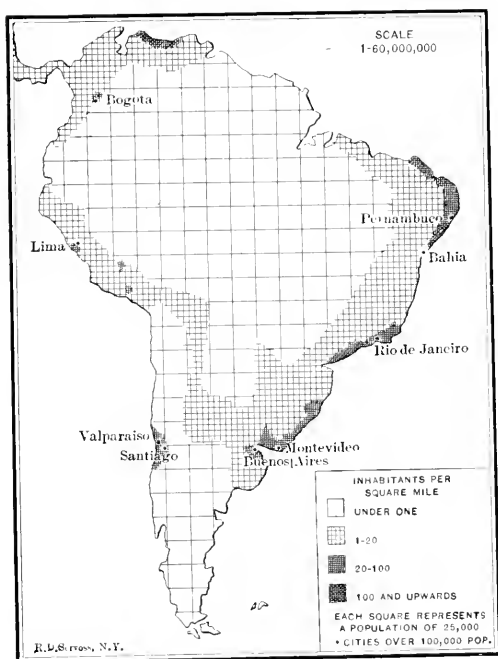 SCALE
1-60,000,000
Bogota
Pernambuco
Lima
Bahia
Rio de Janeiro
Valparaiso
Santiago
Montevideo
Buenos Aires
INHABITANTS PER
SQUARE MILE
UNDER ONE
1-20
20-100
100 AND UPWARDS
EACH SQUARE REPRESENTS
A POPULATION OF 25,000
• CITIES OVER 100,000 POP.
R.D. Servoss, N.Y.